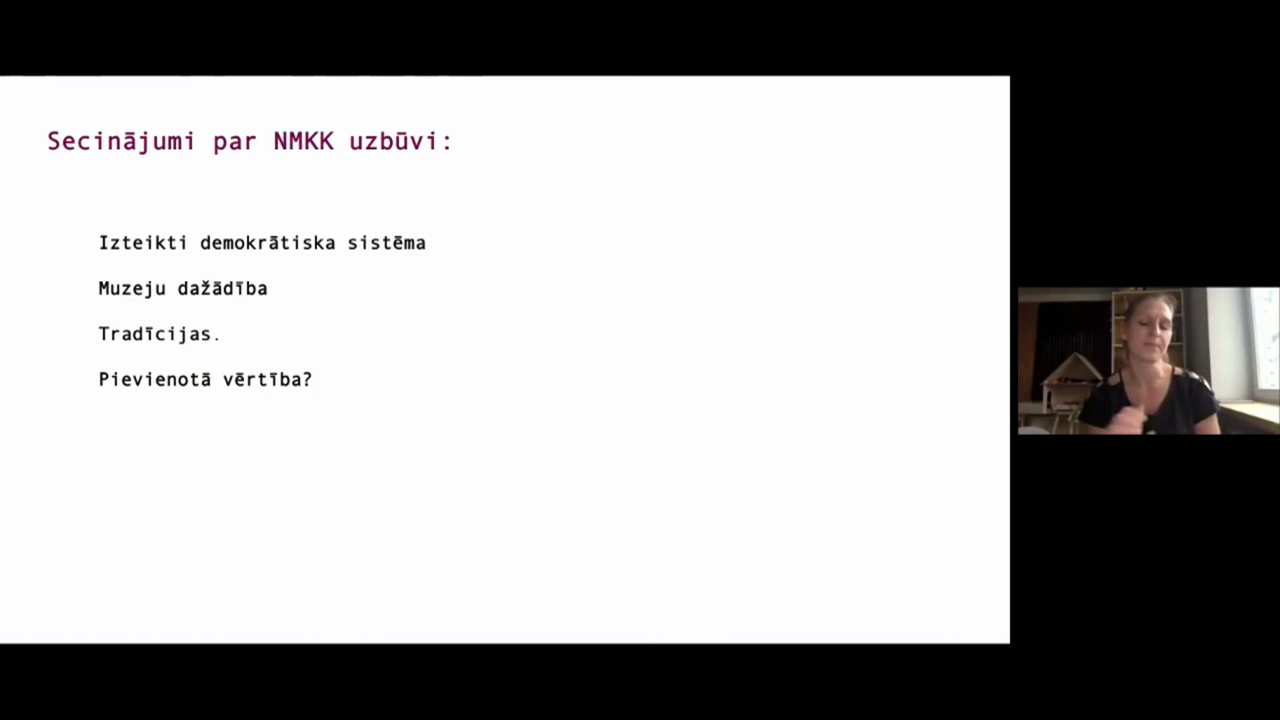 Secinājumi par NMKK uzbūvi:
Izteikti demokrātiska sistēma
Muzeju dažādība
Tradīcijas.
Pievienotā vērtība?